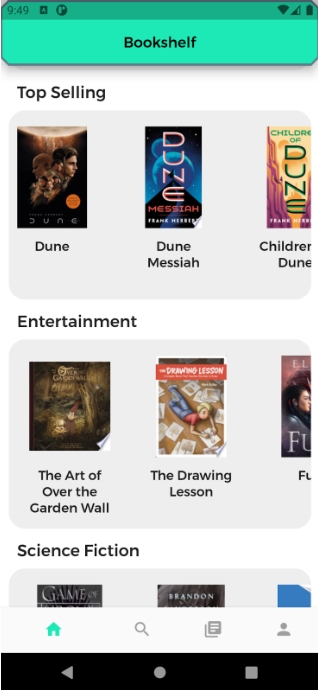 9:49
Bookshelf
Top Selling
DUNE
DUNE
MESSIAH
FRANK HERBERT
CHILDRE
OF
DUNE
FRANK HERBE
Dune
Dune
Messiah
Children
Dune
Entertainment
OVER THE
GARDEN WALL
THE DRAWING LESSON
E.L
FU
The Art of
Over the
Garden Wall
The Drawing
Lesson
Fu
Science Fiction
GAME OF
BRANDON